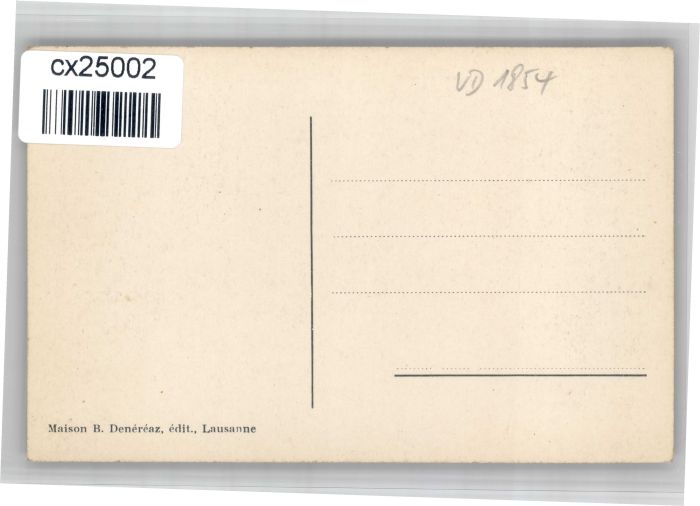 cx25002
VD 1854
Maison B. Denéréaz, édit., Lausanne